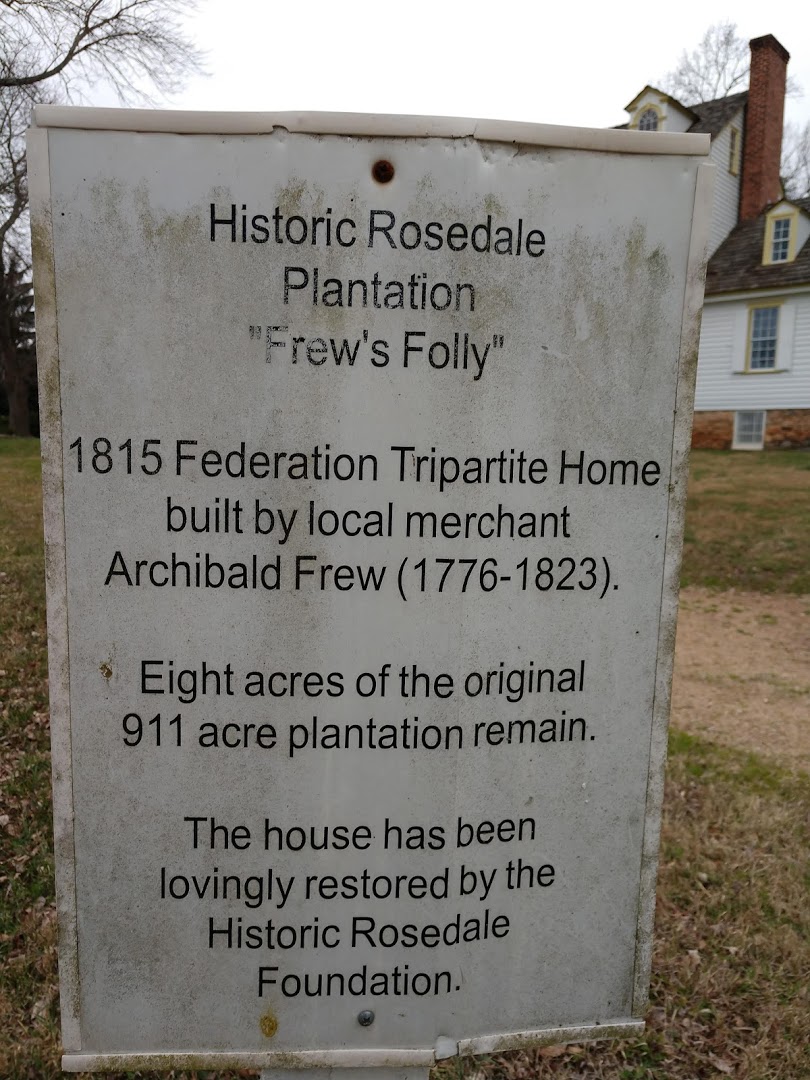 Historic Rosedale
Plantation
"Frew's Folly"
1815 Federation Tripartite Home
built by local merchant
Archibald Frew (1776-1823).
Eight acres of the original
911 acre plantation remain.
The house has been
lovingly restored by the
Historic Rosedale
Foundation.